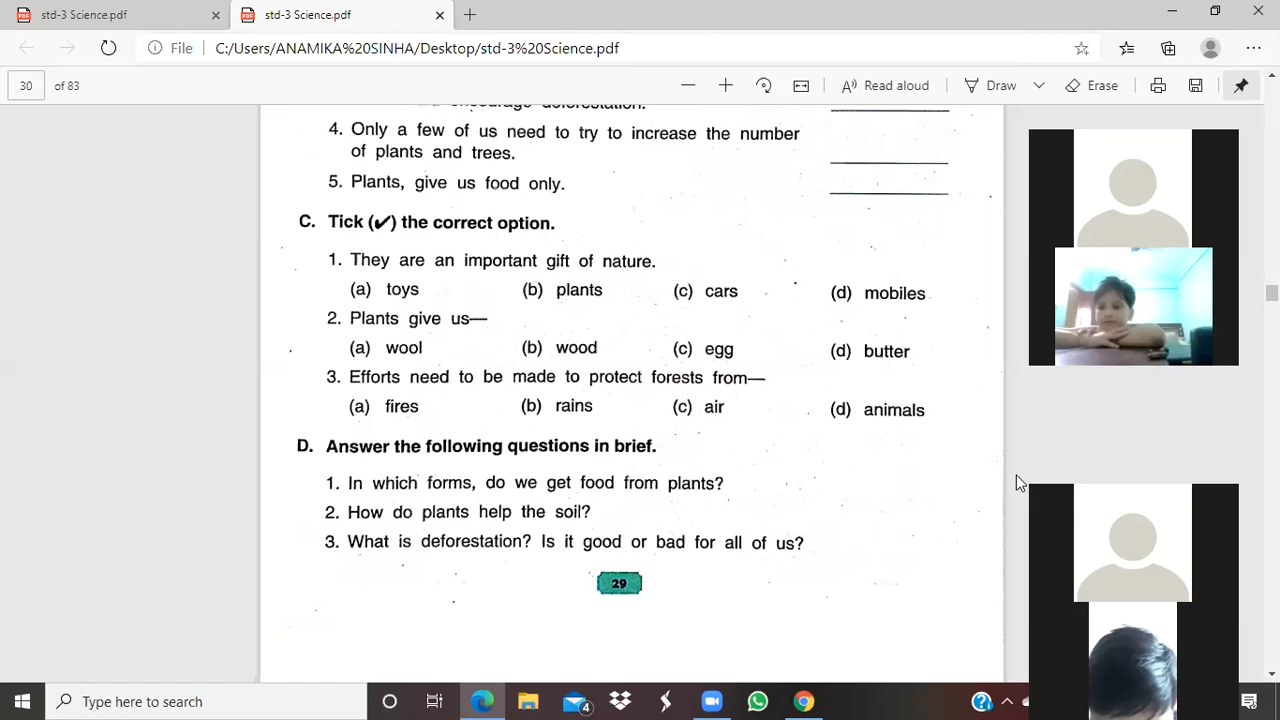 std-3 Science.pdf
std-3 Science.pdf
File C:/Users/ANAMIKA%20SINHA/Desktop/std-3%20Science.pdf
30 of 83 Read aloud Draw Erase
encourage deforestation.
4. Only a few of us need to try to increase the number
of plants and trees.
5. Plants, give us food only.
C. Tick (✔) the correct option.
1. They are an important gift of nature.
(a) toys (b) plants (c) cars (d) mobiles
2. Plants give us—
(a) wool (b) wood (c) egg (d) butter
3. Efforts need to be made to protect forests from—
(a) fires (b) rains (c) air (d) animals
D. Answer the following questions in brief.
1. In which forms, do we get food from plants?
2. How do plants help the soil?
3. What is deforestation? Is it good or bad for all of us?
29
Type here to search 4